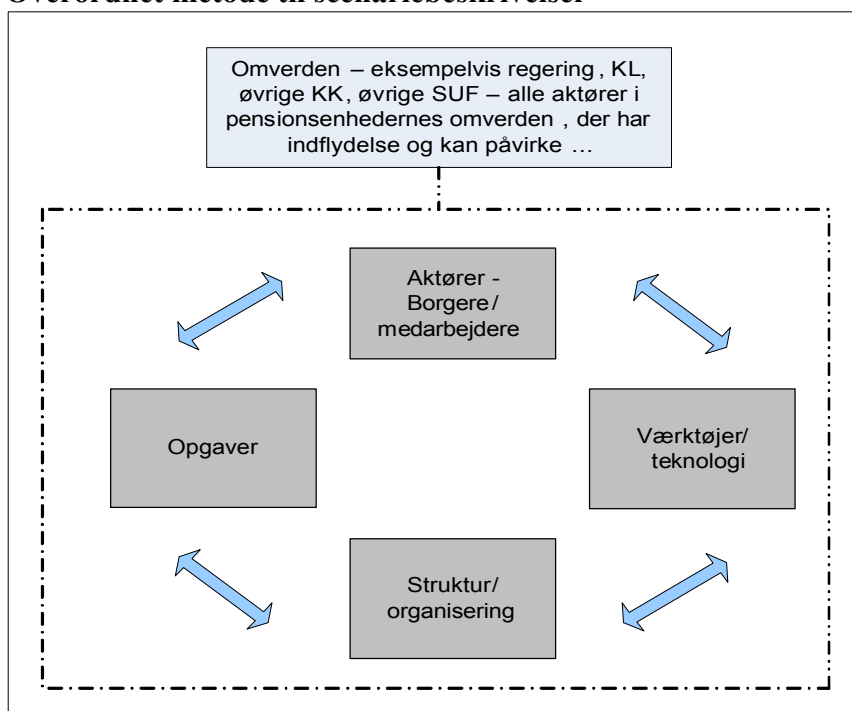 Overordnet metode til scenariebeskrivelser
Omverden – eksempelvis regering , KL,
øvrige KK, øvrige SUF – alle aktører i
pensionsenhedernes omverden , der har
indflydelse og kan påvirke …
Aktører -
Borgere/
medarbejdere
Opgaver
Værktøjer/
teknologi
Struktur/
organisering